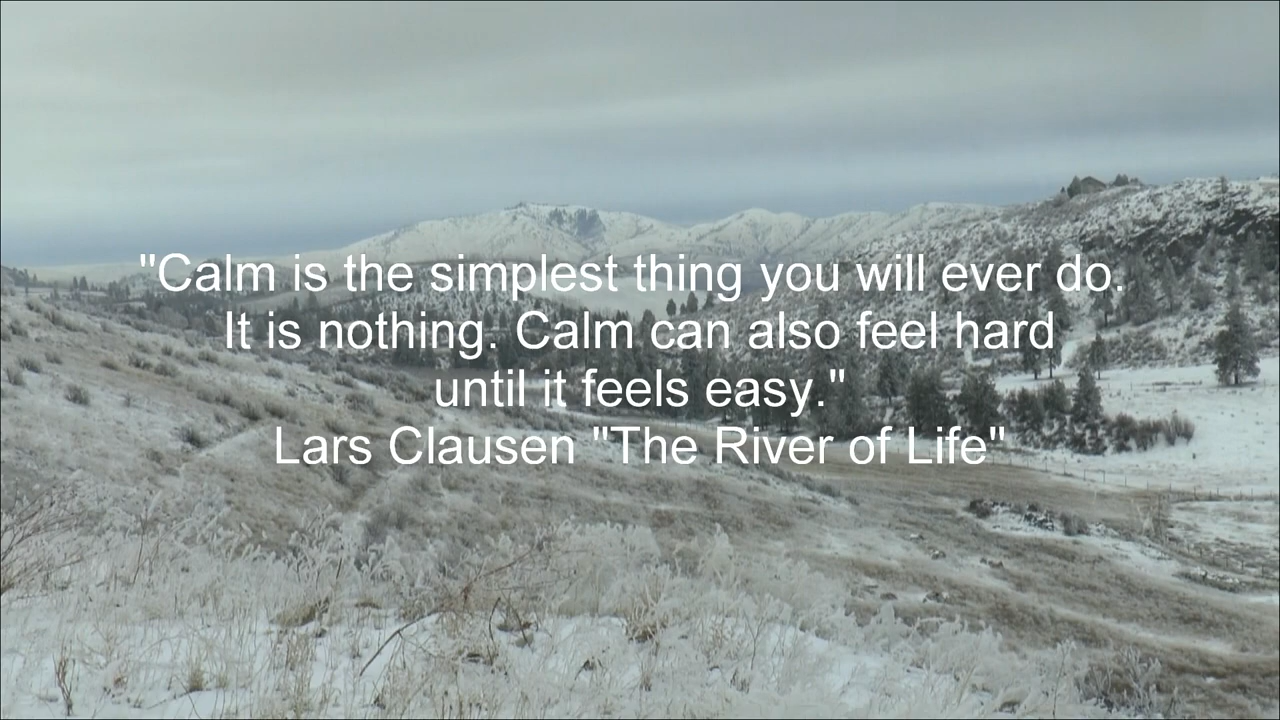 "Calm is the simplest thing you will ever do.
It is nothing. Calm can also feel hard
until it feels easy."
Lars Clausen "The River of Life"